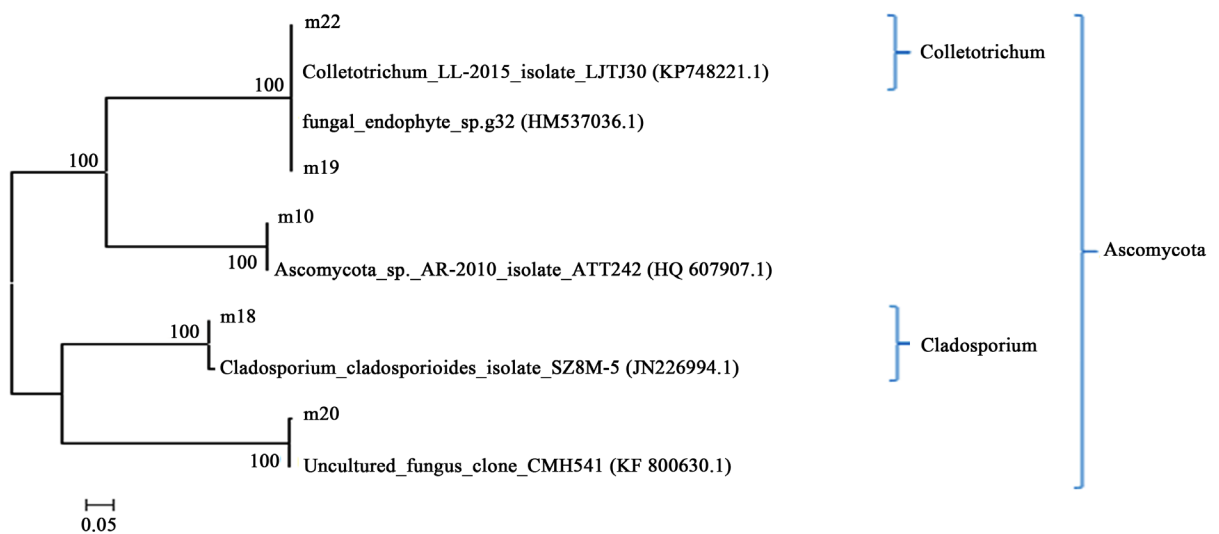 m22
Colletotrichum
Colletotrichum_LL-2015_isolate_LJTJ30 (KP748221.1)
100
fungal_endophyte_sp.g32 (HM537036.1)
100
m19
m10
Ascomycota
100
Ascomycota_sp._AR-2010_isolate_ATT242 (HQ 607907.1)
m18
100
Cladosporium
Cladosporium_cladosporioides_isolate_SZ8M-5 (JN226994.1)
m20
100
Uncultured_fungus_clone_CMH541 (KF 800630.1)
0.05